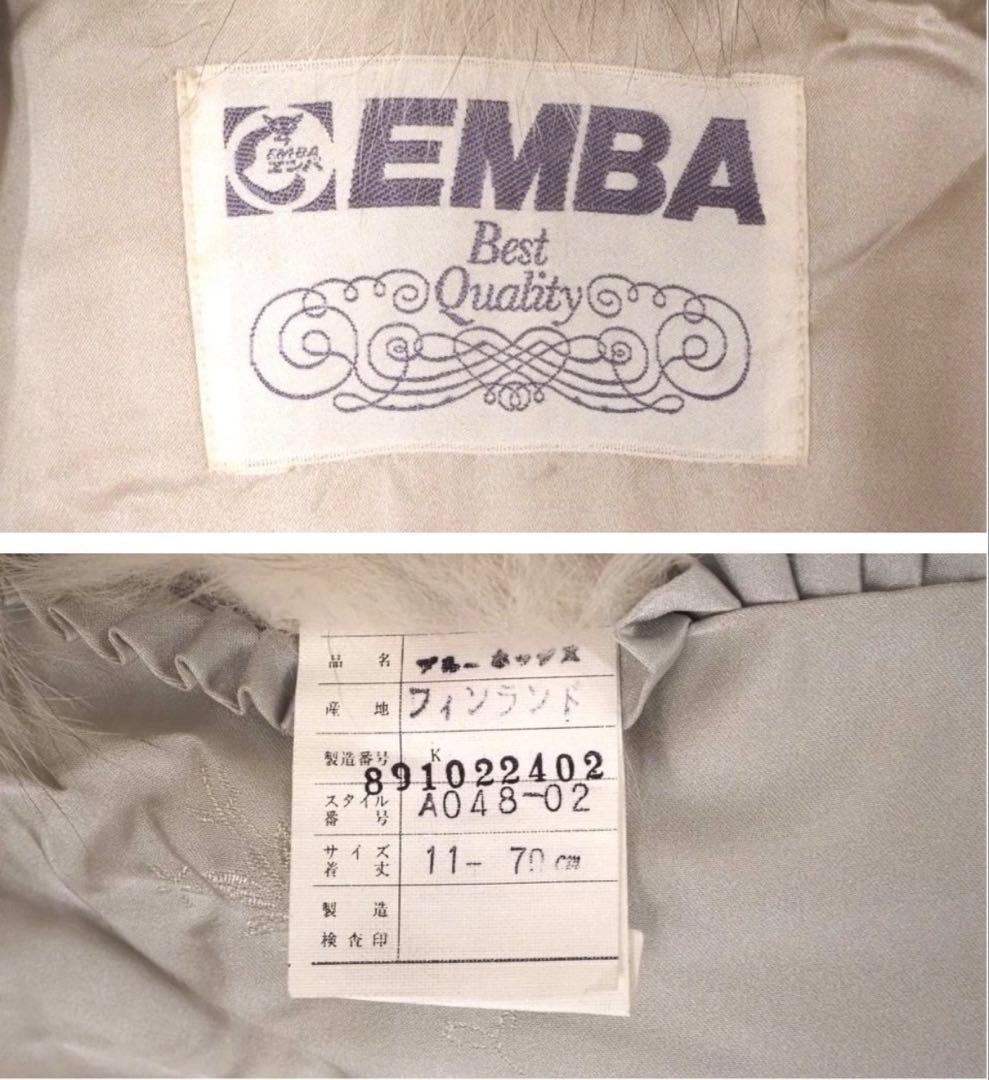 EMBA
エンバ
EMBA
Best
Quality
品名 ブルーホックス
産地 フィンランド
製造番号 K
891022402
スタイル番号 A048-02
サイズ着丈 11- 70cm
製造
検査印